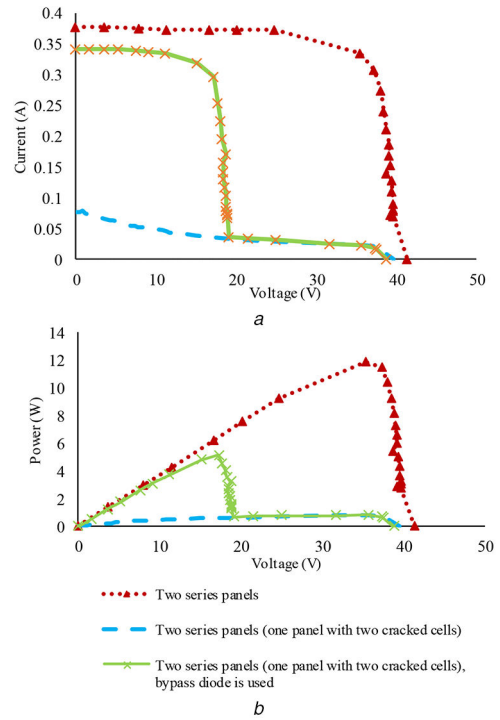 0.4
0.35
0.3
0.25
0.2
0.15
0.1
0.05
0
Current (A)
0 10 20 30 40 50
Voltage (V)
a
14
12
10
8
6
4
2
0
Power (W)
0 10 20 30 40 50
Voltage (V)
Two series panels
Two series panels (one panel with two cracked cells)
Two series panels (one panel with two cracked cells),
bypass diode is used
b